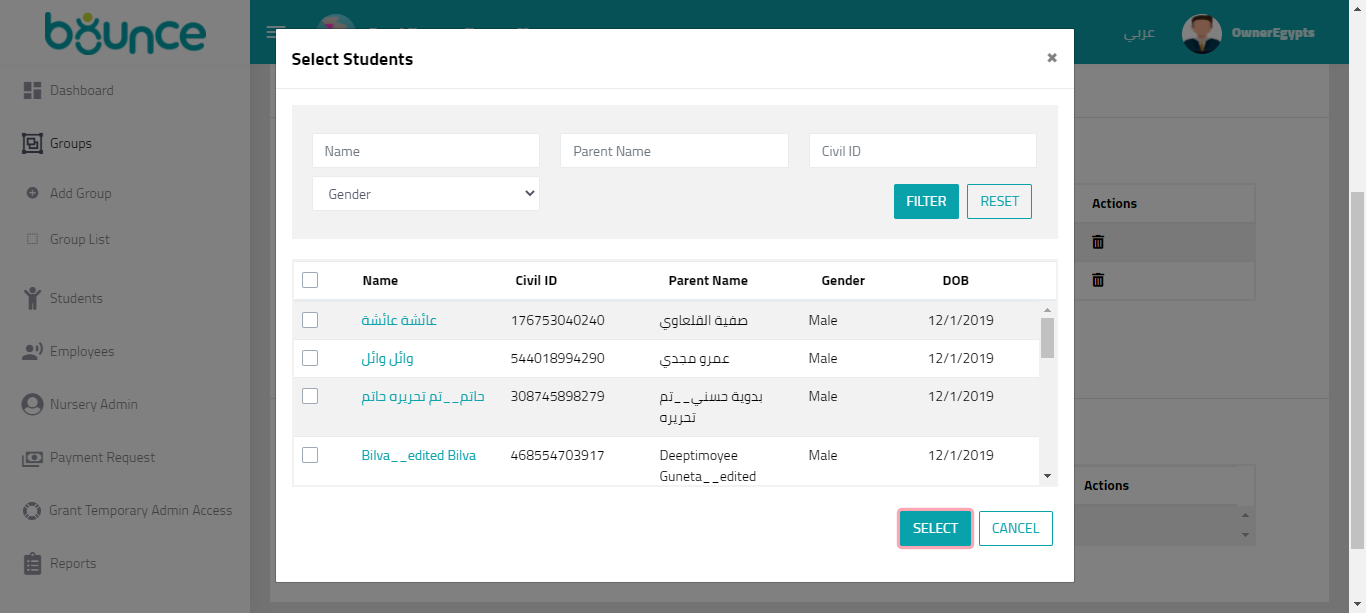 bounce
عربي
OwnerEgypts
Dashboard
Groups
Add Group
Group List
Students
Employees
Nursery Admin
Payment Request
Grant Temporary Admin Access
Reports
Select Students
×
Name
Parent Name
Civil ID
Gender
FILTER
RESET
Name Civil ID Parent Name Gender DOB
عائشة عائشة 176753040240 صفية القلعاوي Male 12/1/2019
وائل وائل 544018994290 عمرو مجدي Male 12/1/2019
حاتم__تم تحريره حاتم 308745898279 بدوية حسني__تم Male 12/1/2019
تحريره
Bilva__edited Bilva 468554703917 Deeptimoyee Male 12/1/2019
Guneta__edited
SELECT
CANCEL
Actions
Actions